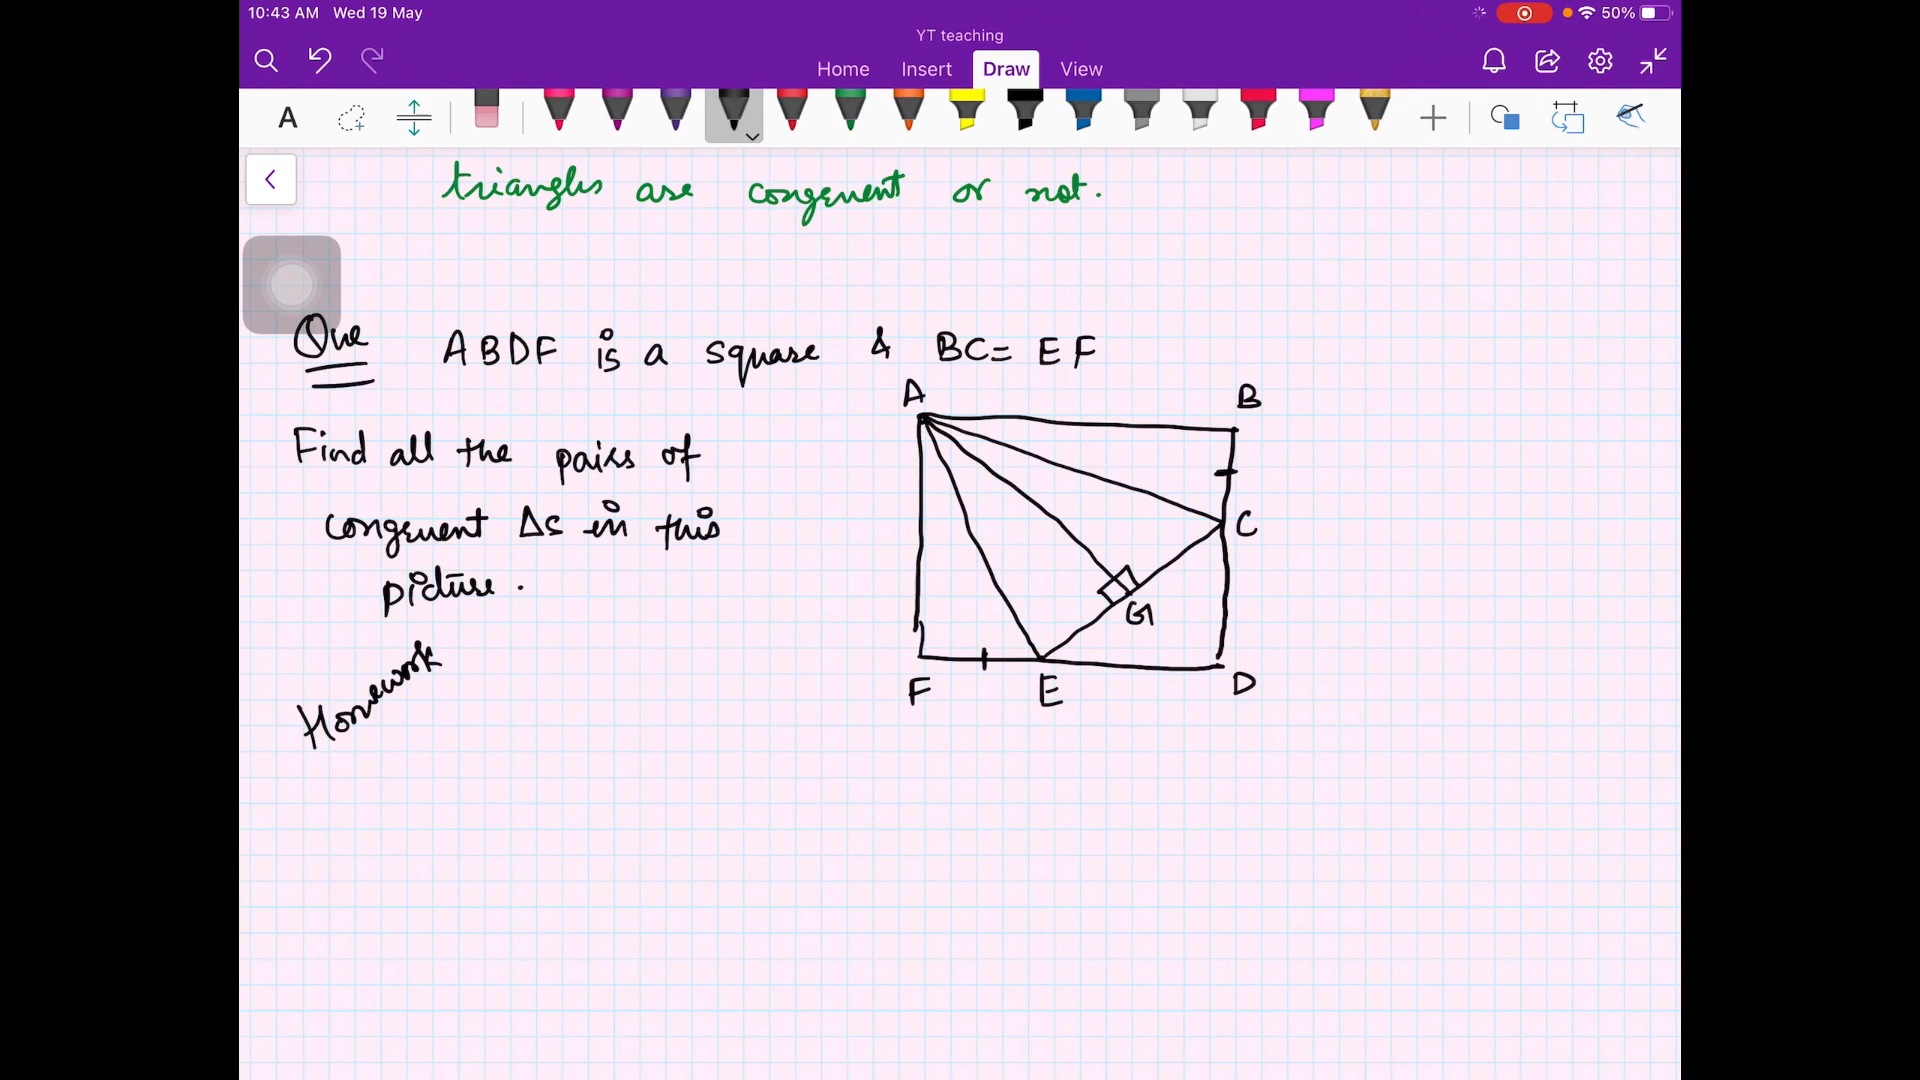 10:43 AM Wed 19 May
50%
YT teaching
Home Insert Draw View
A
triangles are congruent or not.
Que ABDF is a square & BC = EF
Find all the pairs of
congruent Δs in this
picture.
Homework
A
B
C
G
F
E
D